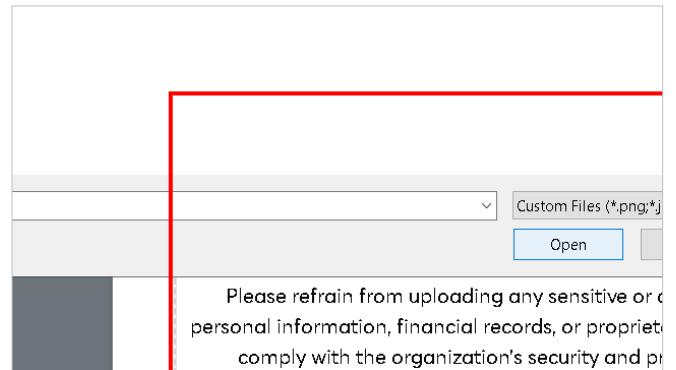 Custom Files (*.png;*.j
Open
Please refrain from uploading any sensitive or
personal information, financial records, or
comply with the organization's security and